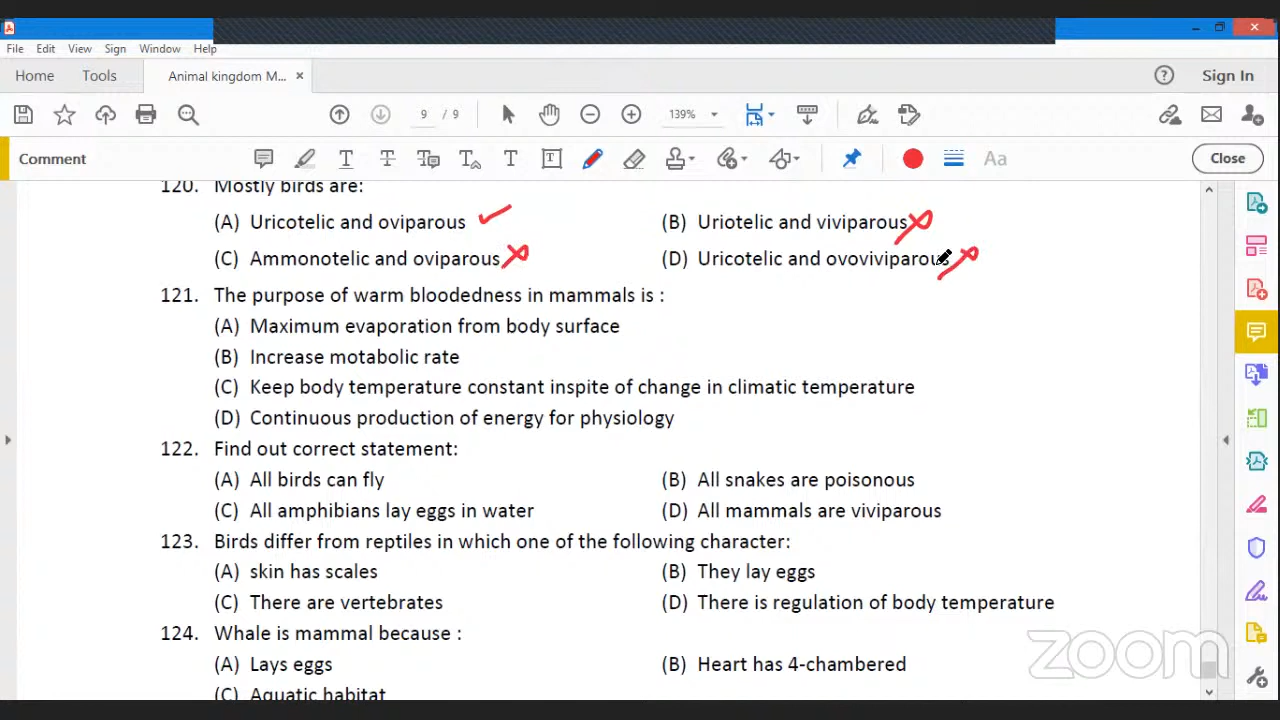 File Edit View Sign Window Help
Home Tools Animal kingdom M... × Sign In
9 / 9 139%
Comment Aa Close
120. Mostly birds are:
(A) Uricotelic and oviparous (B) Uriotelic and viviparous
(C) Ammonotelic and oviparous (D) Uricotelic and ovoviviparous
121. The purpose of warm bloodedness in mammals is :
(A) Maximum evaporation from body surface
(B) Increase motabolic rate
(C) Keep body temperature constant inspite of change in climatic temperature
(D) Continuous production of energy for physiology
122. Find out correct statement:
(A) All birds can fly (B) All snakes are poisonous
(C) All amphibians lay eggs in water (D) All mammals are viviparous
123. Birds differ from reptiles in which one of the following character:
(A) skin has scales (B) They lay eggs
(C) There are vertebrates (D) There is regulation of body temperature
124. Whale is mammal because :
(A) Lays eggs (B) Heart has 4-chambered
(C) Aquatic habitat
zoom